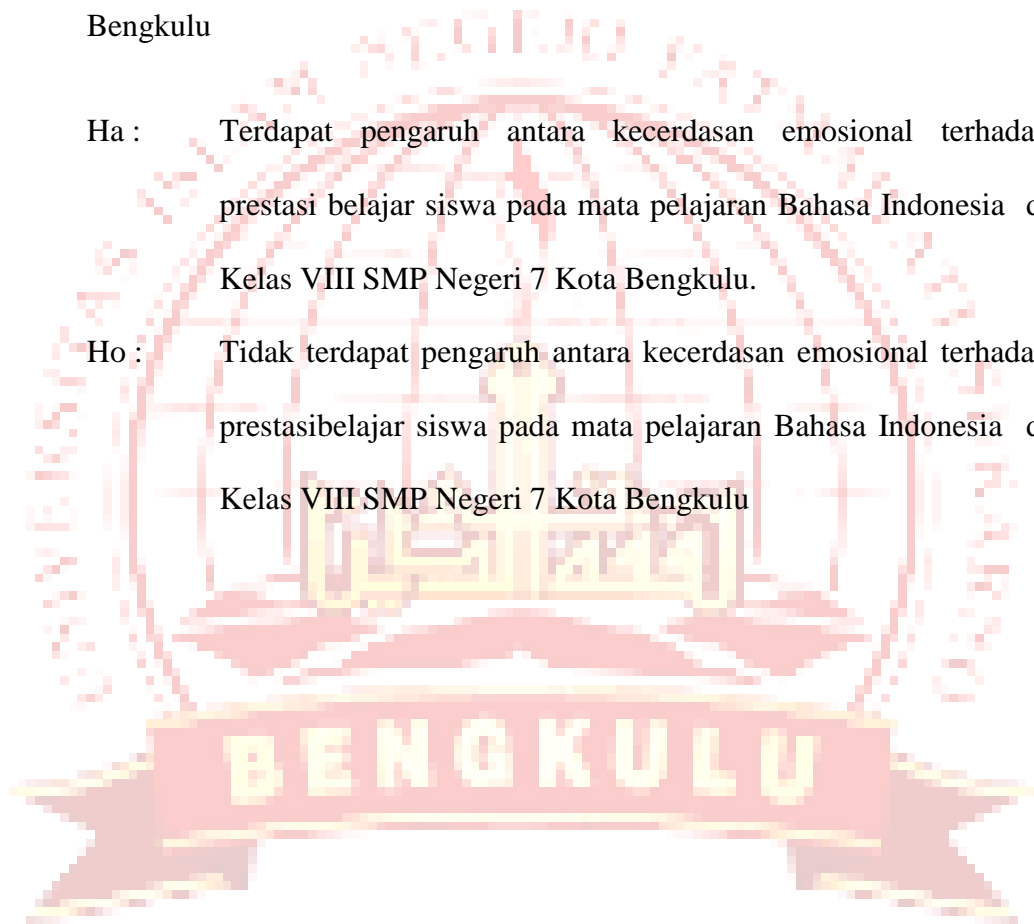 Bengkulu
Ha : Terdapat pengaruh antara kecerdasan emosional terhada
prestasi belajar siswa pada mata pelajaran Bahasa Indonesia
Kelas VIII SMP Negeri 7 Kota Bengkulu.
Ho : Tidak terdapat pengaruh antara kecerdasan emosional terhada
prestasibelajar siswa pada mata pelajaran Bahasa Indonesia
Kelas VIII SMP Negeri 7 Kota Bengkulu
BENGKULU